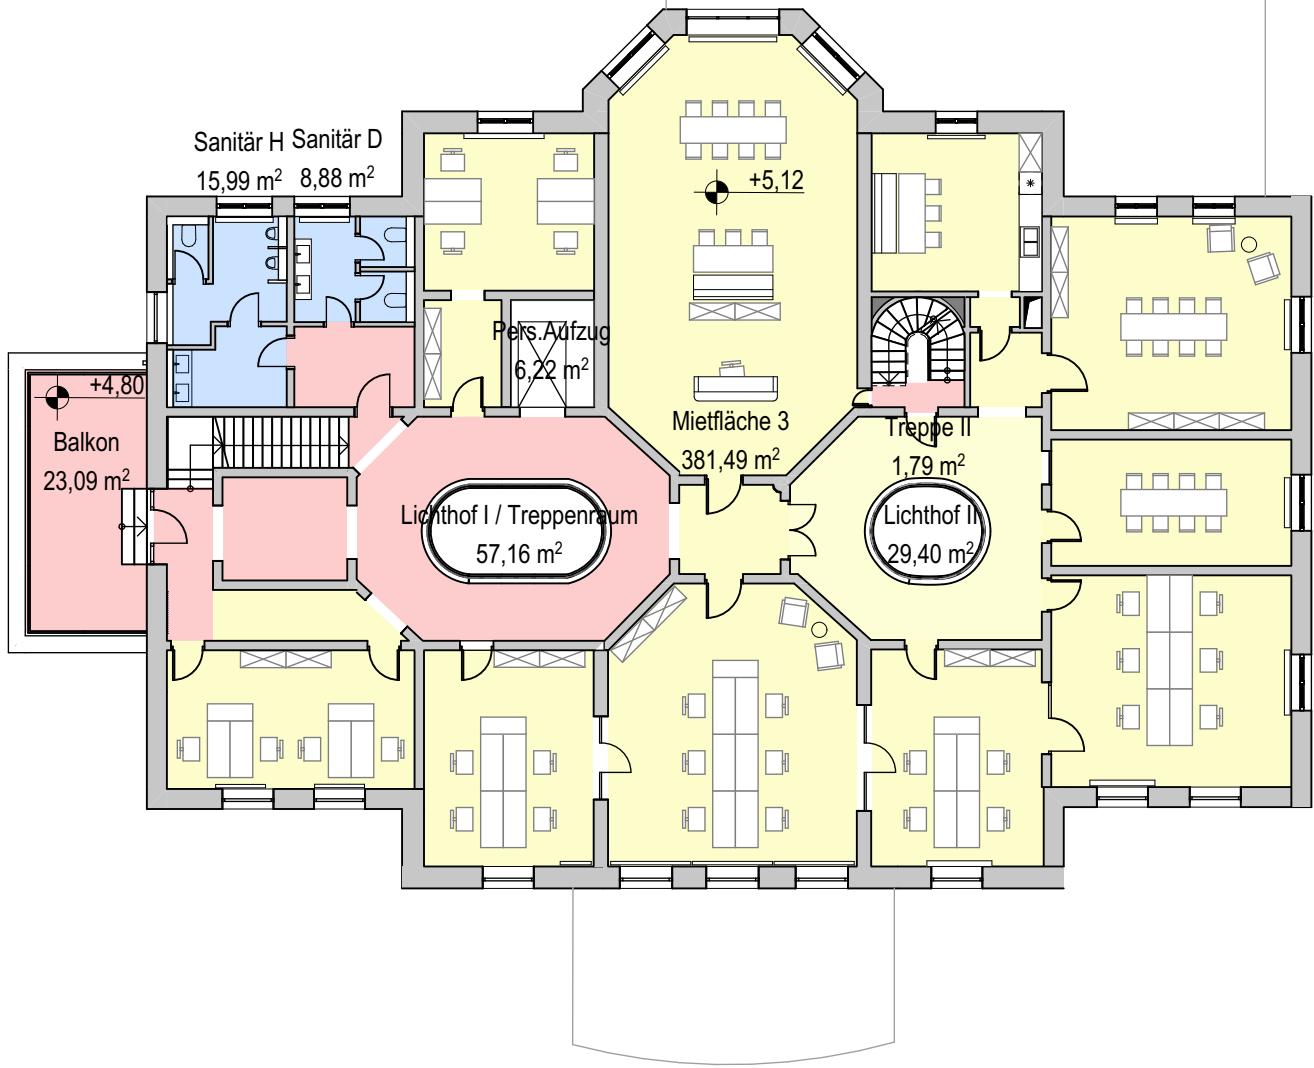 Sanitär H
15,99 m²
Sanitär D
8,88 m²
+5,12
Pers.Aufzug
6,22 m²
+4,80
Balkon
23,09 m²
Mietfläche 3
381,49 m²
Treppe II
1,79 m²
Lichthof I / Treppenraum
57,16 m²
Lichthof II
29,40 m²